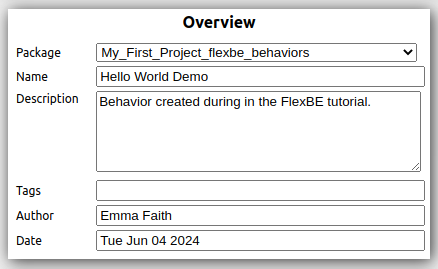 Overview
Package My_First_Project_flexbe_behaviors
Name Hello World Demo
Description Behavior created during in the FlexBE tutorial.
Tags
Author Emma Faith
Date Tue Jun 04 2024